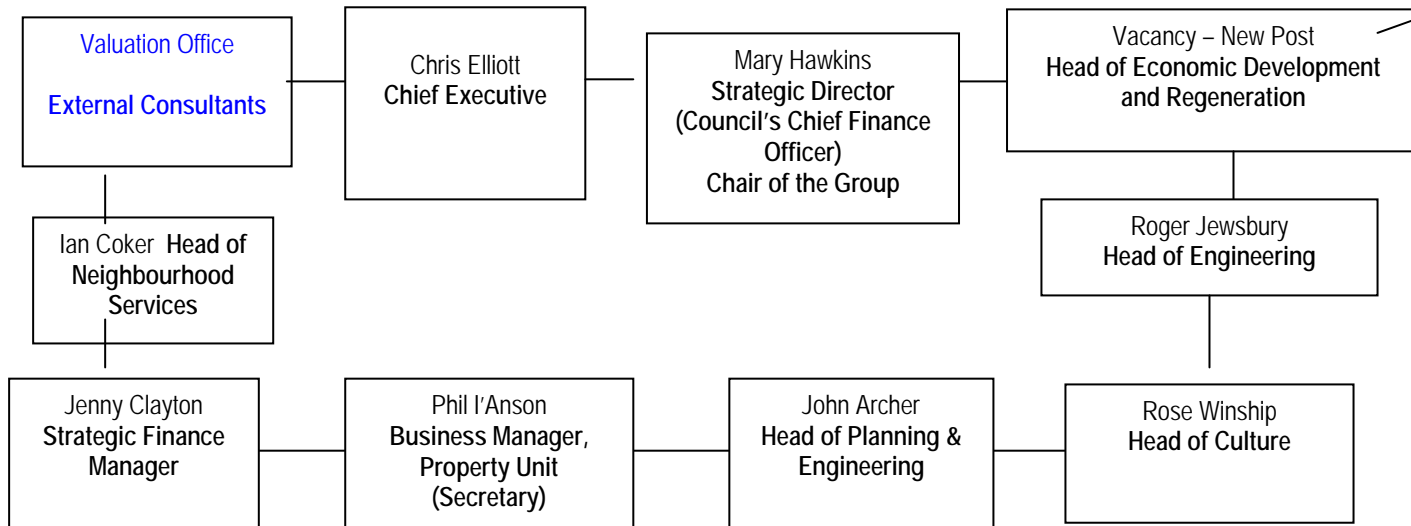 Valuation Office
External Consultants
Chris Elliott
Chief Executive
Mary Hawkins
Strategic Director
(Council's Chief Finance
Officer)
Chair of the Group
Vacancy – New Post
Head of Economic Development
and Regeneration
Ian Coker Head of
Neighbourhood
Services
Roger Jewsbury
Head of Engineering
Jenny Clayton
Strategic Finance
Manager
Phil I'Anson
Business Manager,
Property Unit
(Secretary)
John Archer
Head of Planning &
Engineering
Rose Winship
Head of Culture